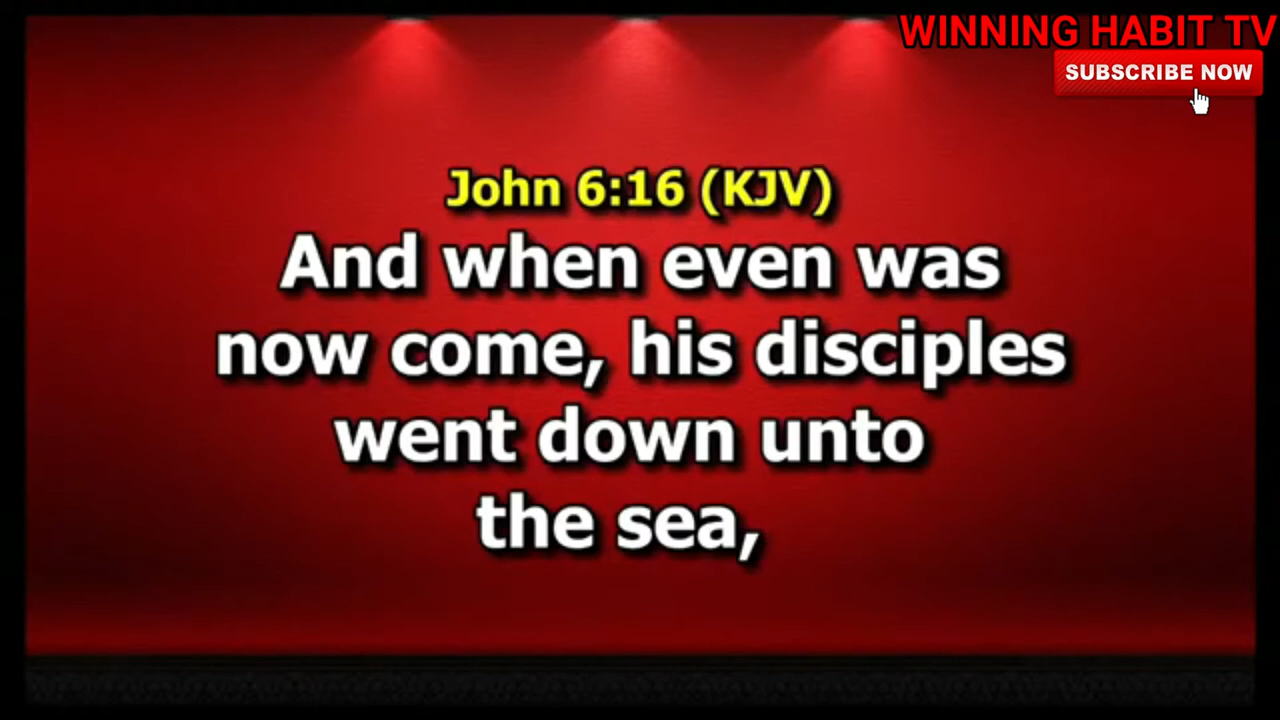 WINNING HABIT TV
SUBSCRIBE NOW
John 6:16 (KJV)
And when even was
now come, his disciples
went down unto
the sea,